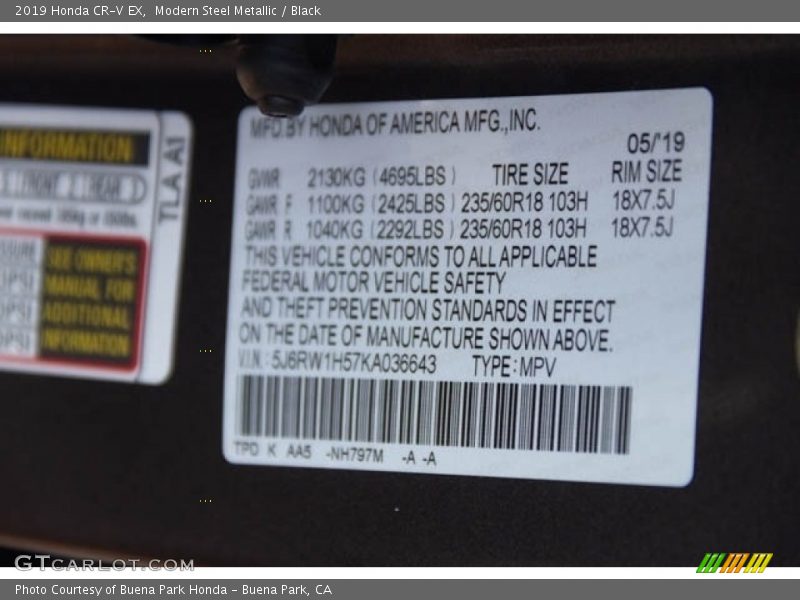 2019 Honda CR-V EX, Modern Steel Metallic / Black
INFORMATION
FRONT REAR
TLA A1
SEE OWNER'S
MANUAL FOR
ADDITIONAL
INFORMATION
MFD.BY HONDA OF AMERICA MFG.,INC.
05/'19
GVWR 2130KG (4695LBS) TIRE SIZE RIM SIZE
GAWR F 1100KG (2425LBS) 235/60R18 103H 18X7.5J
GAWR R 1040KG (2292LBS) 235/60R18 103H 18X7.5J
THIS VEHICLE CONFORMS TO ALL APPLICABLE
FEDERAL MOTOR VEHICLE SAFETY
AND THEFT PREVENTION STANDARDS IN EFFECT
ON THE DATE OF MANUFACTURE SHOWN ABOVE.
V.I.N.: 5J6RW1H57KA036643 TYPE:MPV
TPD K AA5 -NH797M -A -A
GTCARLOT.COM
Photo Courtesy of Buena Park Honda - Buena Park, CA